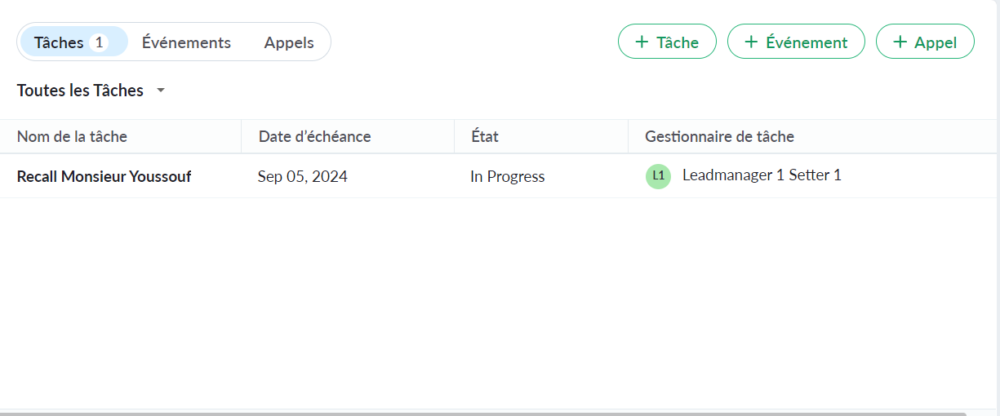 Tâches 1 Événements Appels + Tâche + Événement + Appel
Toutes les Tâches
Nom de la tâche Date d’échéance État Gestionnaire de tâche
Recall Monsieur Youssouf Sep 05, 2024 In Progress L1 Leadmanager 1 Setter 1